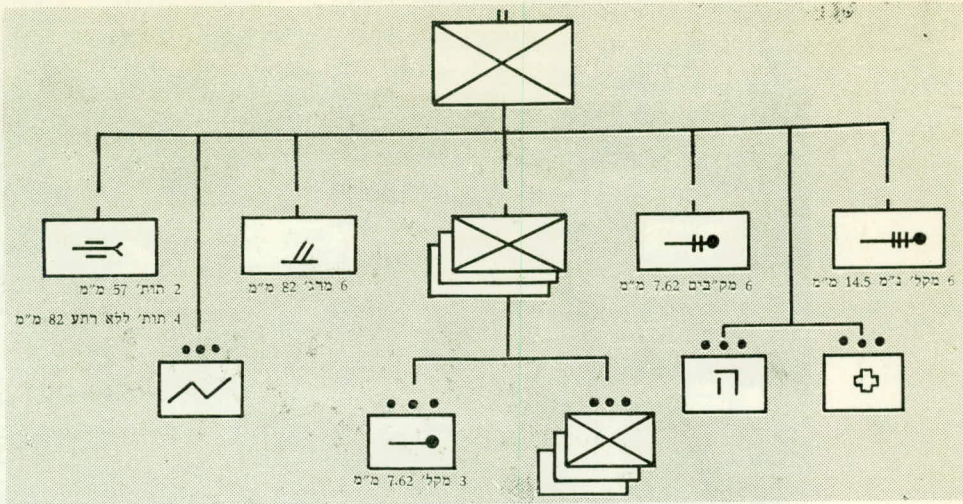 6 מקל' נ"מ 14.5 מ"מ
6 מק"בים 7.62 מ"מ
6 מרג' 82 מ"מ
2 תות' 57 מ"מ
4 תות' ללא רתע 82 מ"מ
ה
3 מקל' 7.62 מ"מ